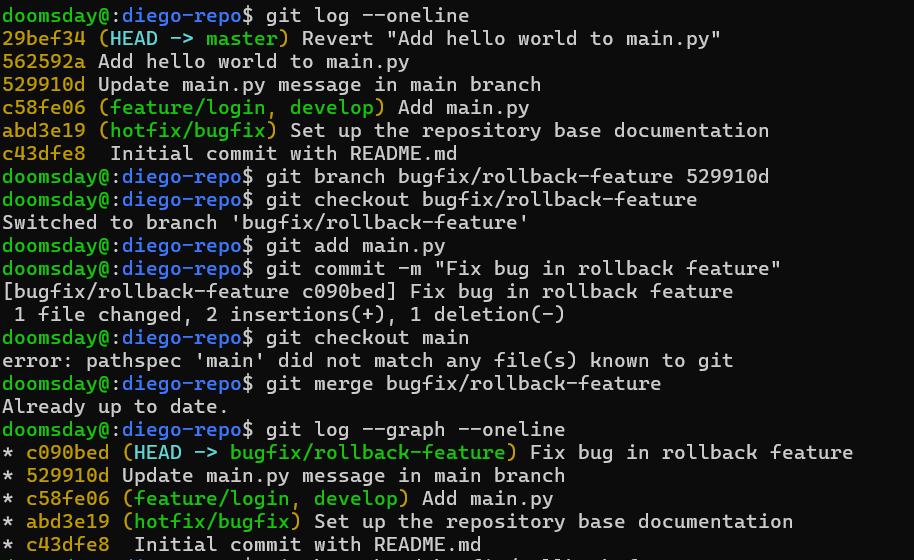 doomsday@:diego-repo$ git log --oneline
29bef34 (HEAD -> master) Revert "Add hello world to main.py"
562592a Add hello world to main.py
529910d Update main.py message in main branch
c58fe06 (feature/login, develop) Add main.py
abd3e19 (hotfix/bugfix) Set up the repository base documentation
c43dfe8  Initial commit with README.md
doomsday@:diego-repo$ git branch bugfix/rollback-feature 529910d
doomsday@:diego-repo$ git checkout bugfix/rollback-feature
Switched to branch 'bugfix/rollback-feature'
doomsday@:diego-repo$ git add main.py
doomsday@:diego-repo$ git commit -m "Fix bug in rollback feature"
[bugfix/rollback-feature c090bed] Fix bug in rollback feature
 1 file changed, 2 insertions(+), 1 deletion(-)
doomsday@:diego-repo$ git checkout main
error: pathspec 'main' did not match any file(s) known to git
doomsday@:diego-repo$ git merge bugfix/rollback-feature
Already up to date.
doomsday@:diego-repo$ git log --graph --oneline
* c090bed (HEAD -> bugfix/rollback-feature) Fix bug in rollback feature
* 529910d Update main.py message in main branch
* c58fe06 (feature/login, develop) Add main.py
* abd3e19 (hotfix/bugfix) Set up the repository base documentation
* c43dfe8  Initial commit with README.md